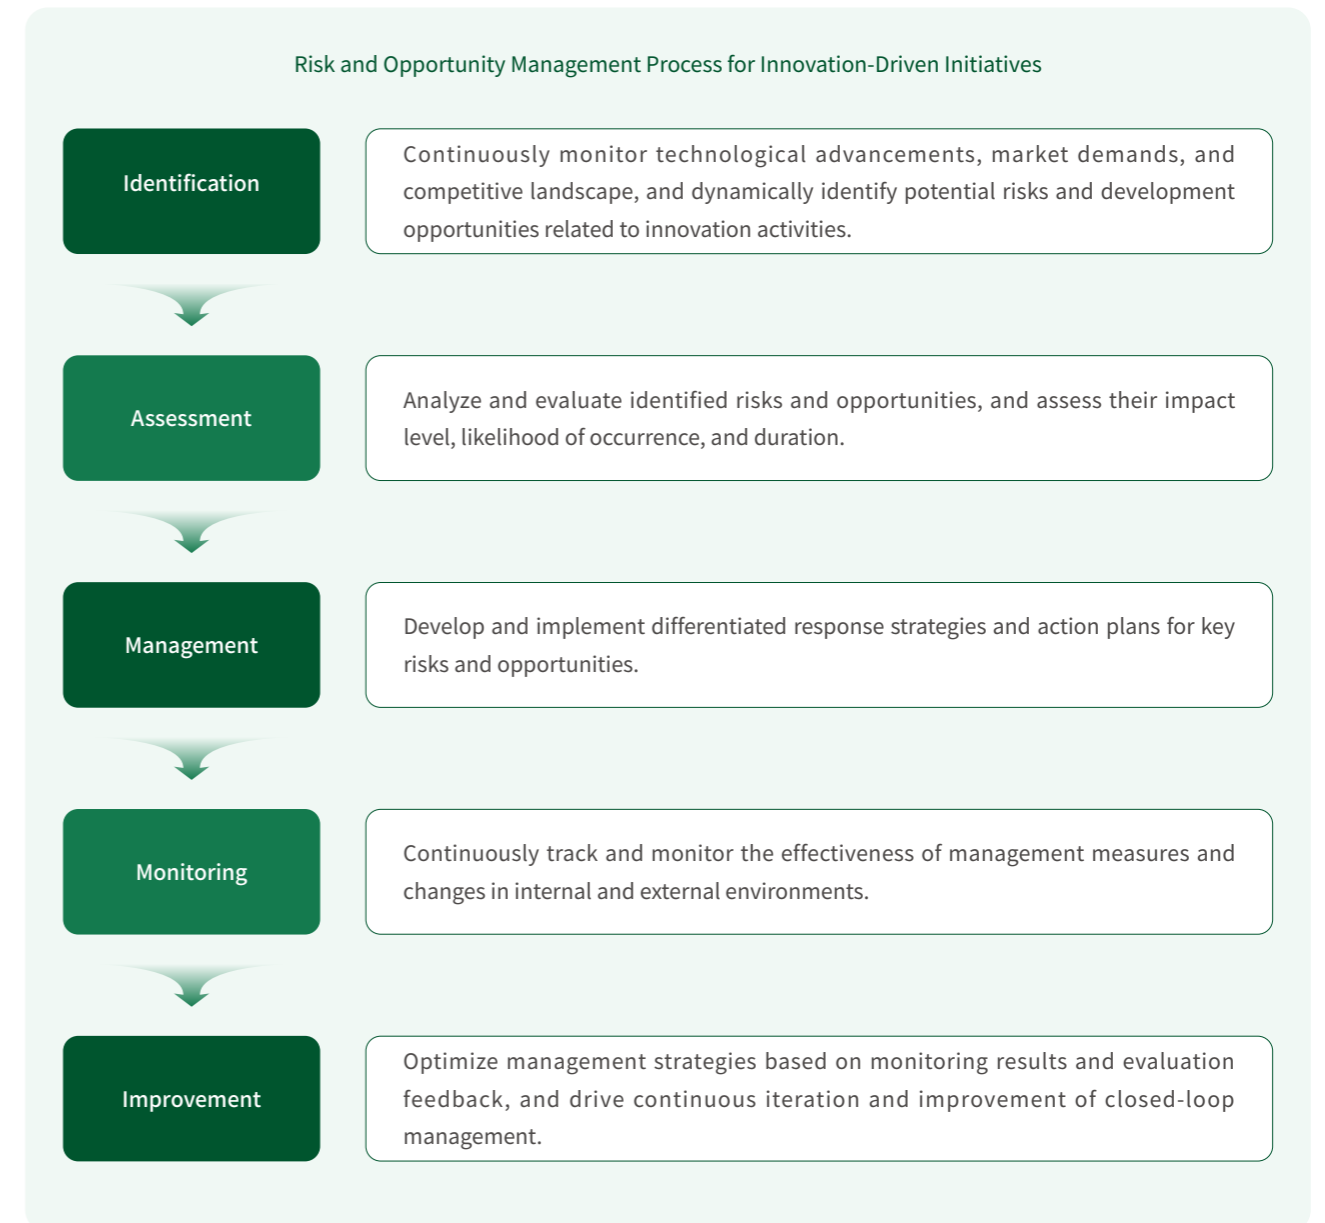 Risk and Opportunity Management Process for Innovation-Driven Initiatives
Identification
Continuously monitor technological advancements, market demands, and
competitive landscape, and dynamically identify potential risks and development
opportunities related to innovation activities.
Assessment
Analyze and evaluate identified risks and opportunities, and assess their impact
level, likelihood of occurrence, and duration.
Management
Develop and implement differentiated response strategies and action plans for key
risks and opportunities.
Monitoring
Continuously track and monitor the effectiveness of management measures and
changes in internal and external environments.
Improvement
Optimize management strategies based on monitoring results and evaluation
feedback, and drive continuous iteration and improvement of closed-loop
management.